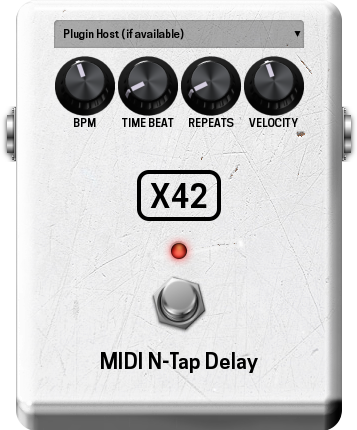 Plugin Host (if available)
BPM TIME BEAT REPEATS VELOCITY
X42
MIDI N-Tap Delay